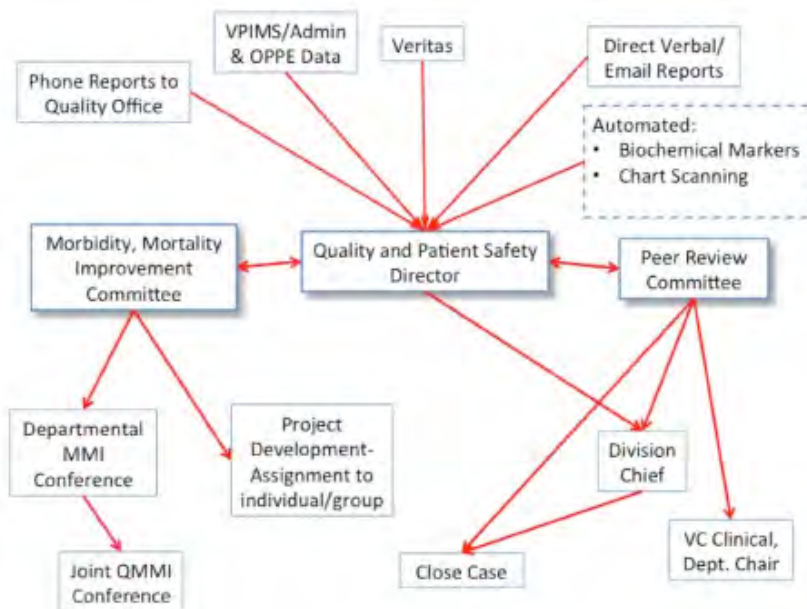 VPIMS/Admin
& OPPE Data
Veritas
Direct Verbal/
Email Reports
Phone Reports to
Quality Office
Automated:
• Biochemical Markers
• Chart Scanning
Morbidity, Mortality
Improvement
Committee
Quality and Patient Safety
Director
Peer Review
Committee
Departmental
MMI
Conference
Project
Development-
Assignment to
individual/group
Division
Chief
Joint QMMI
Conference
Close Case
VC Clinical,
Dept. Chair